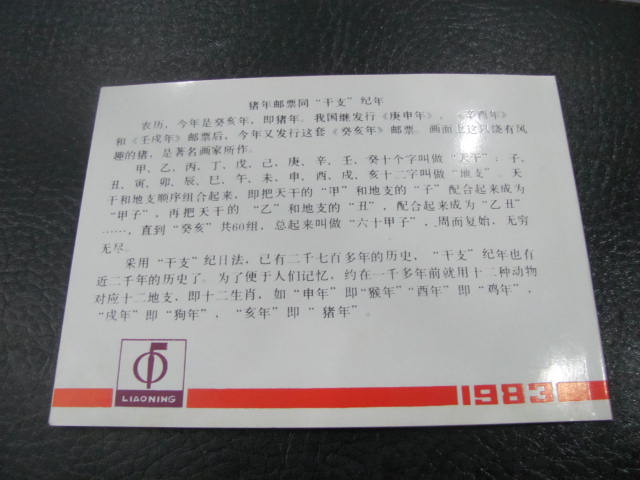 猪年邮票同“干支”纪年
农历，今年是癸亥年，即猪年。我国继发行《庚申年》、《辛酉年》
和《壬戌年》邮票后，今年又发行这套《癸亥年》邮票。画面上这只饶有风
趣的猪，是著名画家所作。
甲、乙、丙、丁、戊、己、庚、辛、壬、癸十个字叫做“天干”；子、
丑、寅、卯、辰、巳、午、未、申、酉、戌、亥十二字叫做“地支”。天
干和地支顺序组合起来，即把天干的“甲”和地支的“子”配合起来成为
“甲子”，再把天干的“乙”和地支的“丑”，配合起来成为“乙丑”
……，直到“癸亥”共60组，总起来叫做“六十甲子”，周而复始，无穷
无尽。
采用“干支”纪日法，已有二千七百多年的历史，“干支”纪年也有
近二千年的历史了。为了便于人们记忆，约在一千多年前就用十二种动物
对应十二地支，即十二生肖，如“申年”即“猴年”“酉年”即“鸡年”，
“戌年”即“狗年”，“亥年”即“猪年”。
LIAONING
1983